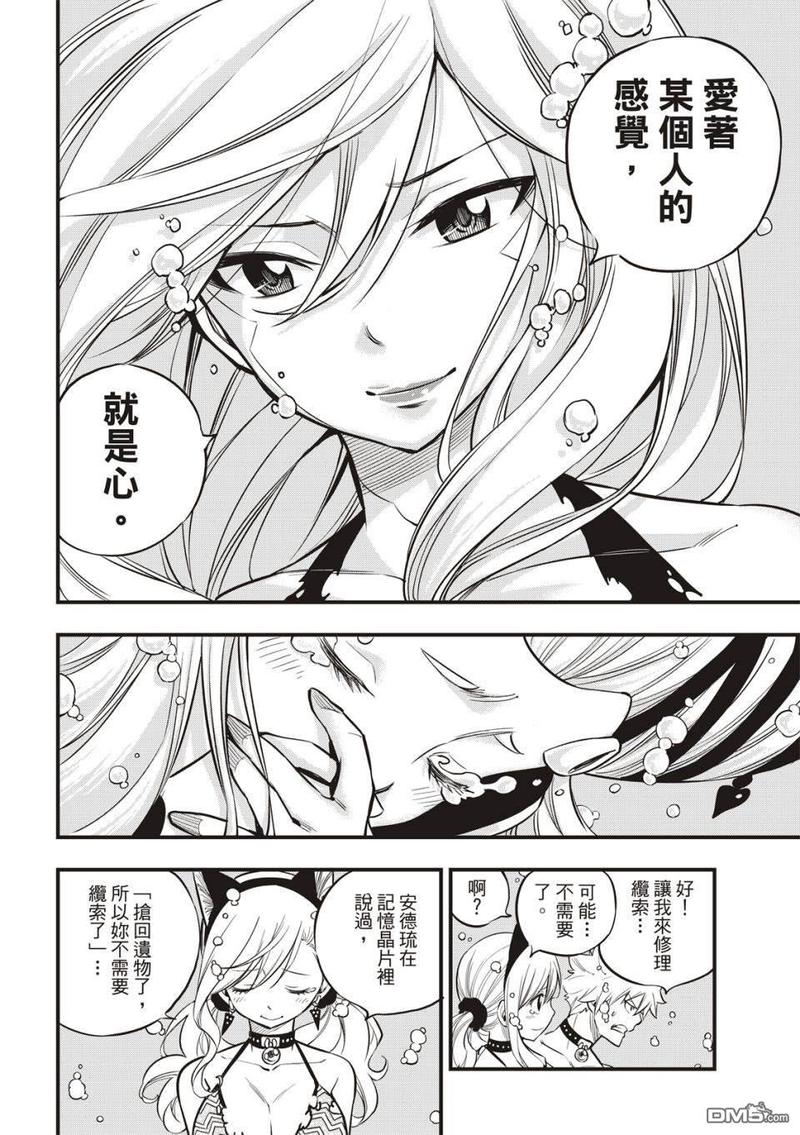 愛著
某個人的
感覺，
就是心。
好！
讓我來修理
纜索…
可能…
不需要
了。
啊？
安德琉在
記憶晶片裡
說過，
「搶回遺物了，
所以妳不需要
纜索了」…
DM5.com